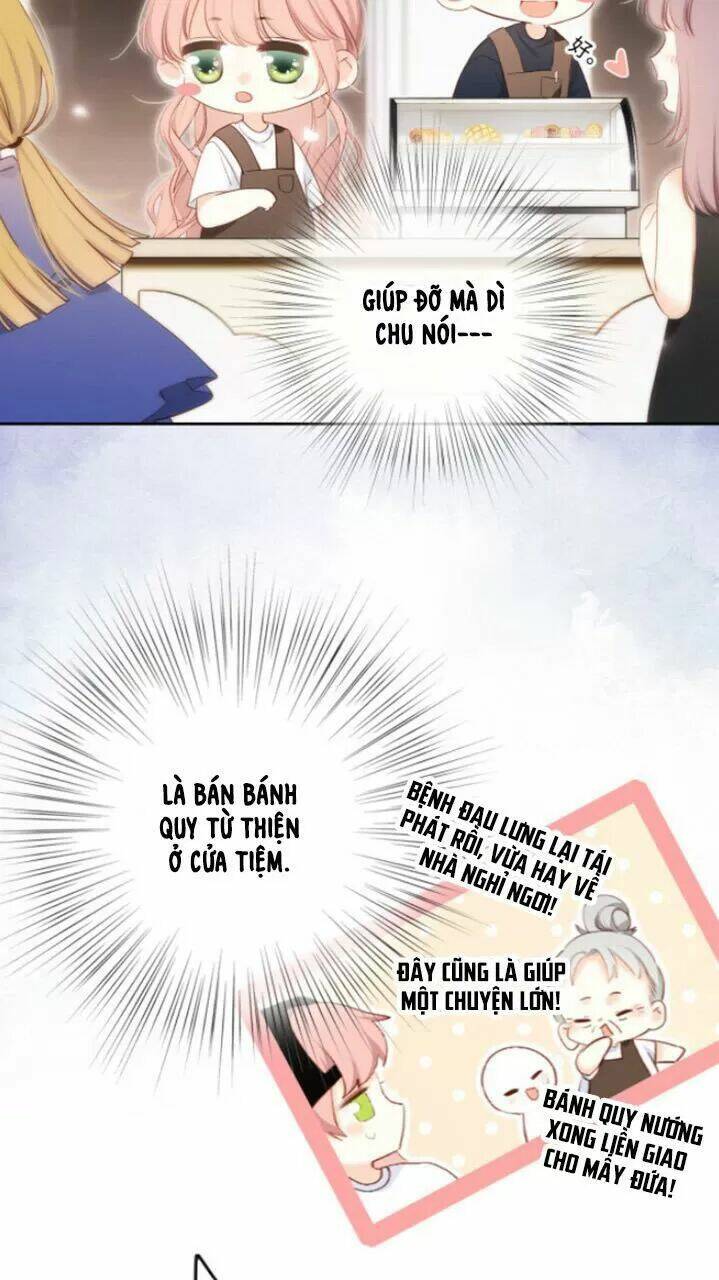 好。
GIÚP ĐỠ MÀ DÌ
CHU NÓI---
LÀ BÁN BÁNH
QUY TỪ THIỆN
Ở CỬA TIỆM.
BỆNH ĐẠU LƯNG LẠI TÁI
PHÁT RỒI, VỪA HAY VỀ
NHÀ NGHỈ NGƠI!
ĐÂY CŨNG LÀ GIÚP
MỘT CHUYỆN LỚN!
BÁNH QUY NƯỚNG
XONG LIỀN GIAO
CHO MẤY ĐỨA!